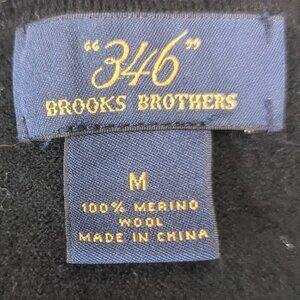 "346"
BROOKS BROTHERS
M
100% MERINO
WOOL
MADE IN CHINA